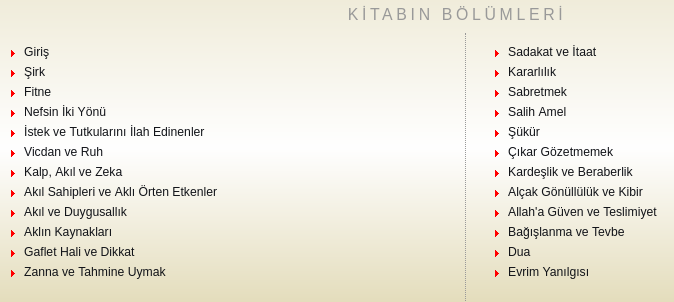 KİTABIN BÖLÜMLERİ
Giriş
Şirk
Fitne
Nefsin İki Yönü
İstek ve Tutkularını İlah Edinenler
Vicdan ve Ruh
Kalp, Akıl ve Zeka
Akıl Sahipleri ve Aklı Örten Etkenler
Akıl ve Duygusallık
Aklın Kaynakları
Gaflet Hali ve Dikkat
Zanna ve Tahmine Uymak
Sadakat ve İtaat
Kararlılık
Sabretmek
Salih Amel
Şükür
Çıkar Gözetmemek
Kardeşlik ve Beraberlik
Alçak Gönüllülük ve Kibir
Allah'a Güven ve Teslimiyet
Bağışlanma ve Tevbe
Dua
Evrim Yanılgısı